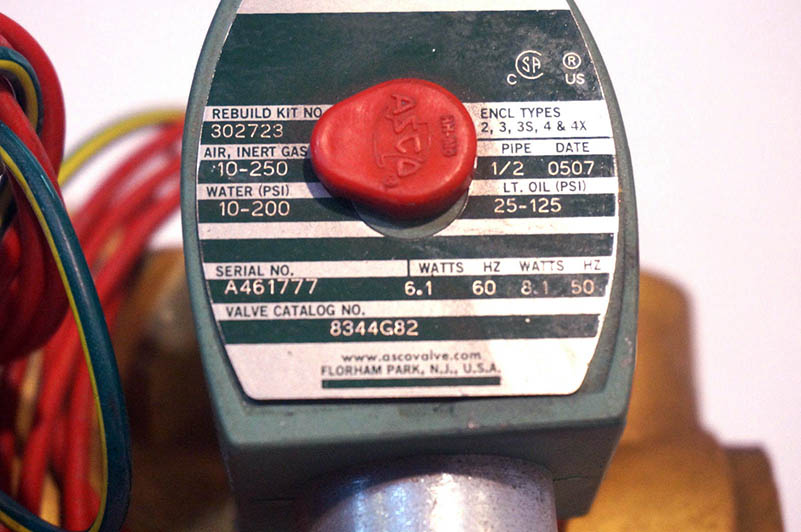 C SA ® US
REBUILD KIT NO. ENCL TYPES
302723 2, 3, 3S, 4 & 4X
AIR, INERT GAS PIPE DATE
10-250 1/2 0507
WATER (PSI) LT. OIL (PSI)
10-200 25-125
ASCO
SERIAL NO. WATTS HZ WATTS HZ
A461777 6.1 60 8.1 50
VALVE CATALOG NO.
8344G82
www.ascovalve.com
FLORHAM PARK, N.J., U.S.A.